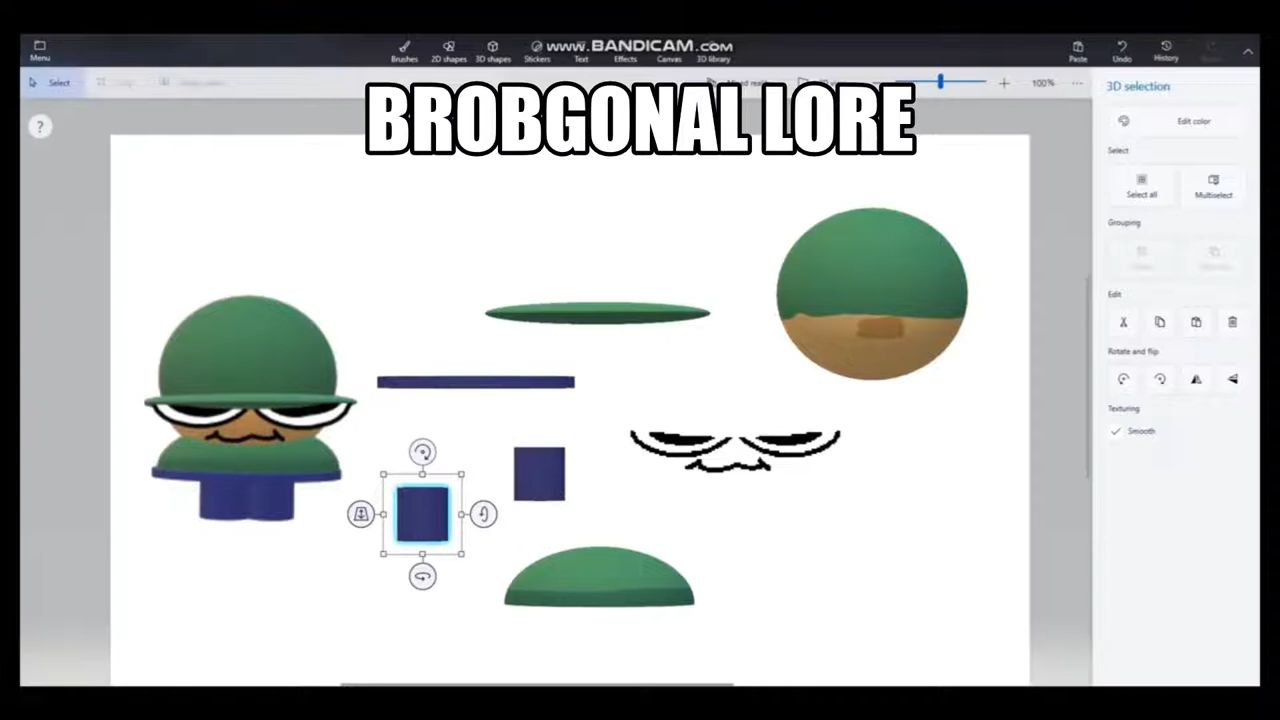 www.BANDICAM.com
Menu
Brushes
2D shapes
3D shapes
Stickers
Text
Effects
Canvas
3D library
Paste
Undo
History
Select
100%
3D selection
BROBGONAL LORE
?
Edit color
Select
Select all
Multiselect
Grouping
Edit
Rotate and flip
Texturing
Smooth